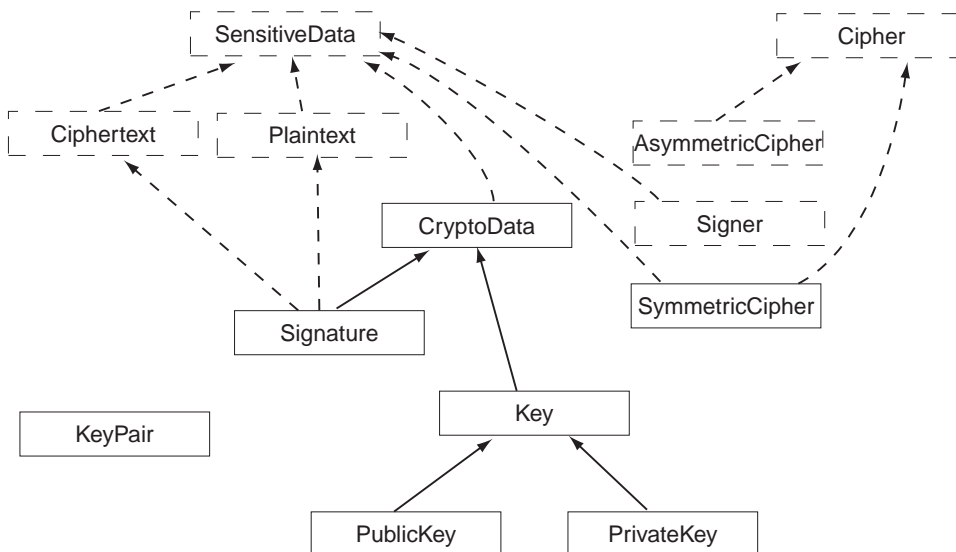 SensitiveData
Cipher
Ciphertext
Plaintext
AsymmetricCipher
CryptoData
Signer
SymmetricCipher
Signature
Key
KeyPair
PublicKey
PrivateKey